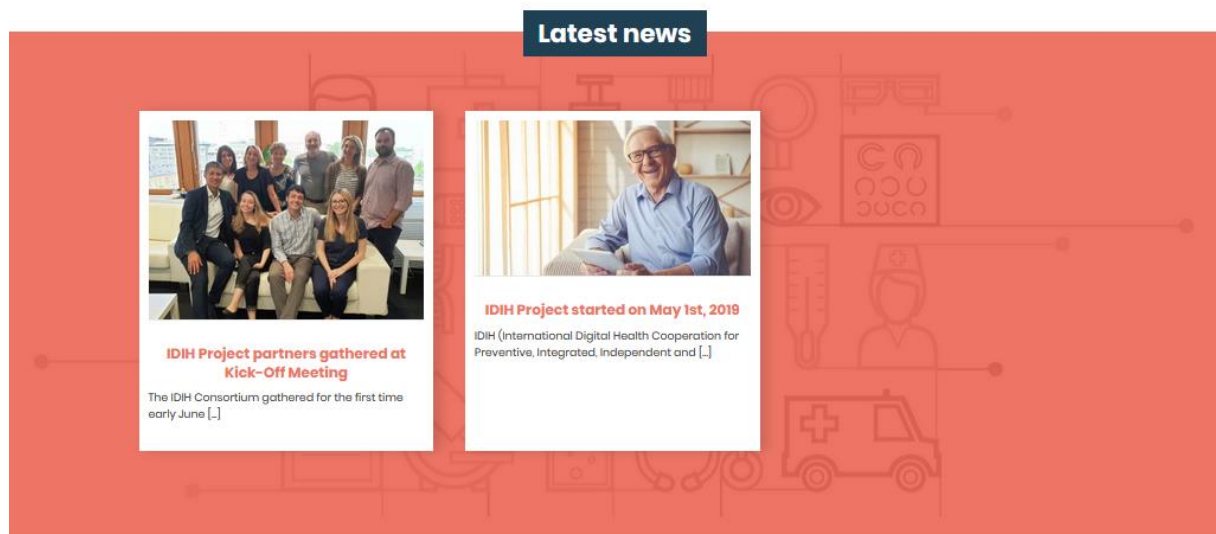 Latest news
IDIH Project partners gathered at
Kick-Off Meeting
The IDIH Consortium gathered for the first time
early June [...]
IDIH Project started on May 1st, 2019
IDIH (International Digital Health Cooperation for
Preventive, Integrated, Independent and [...]